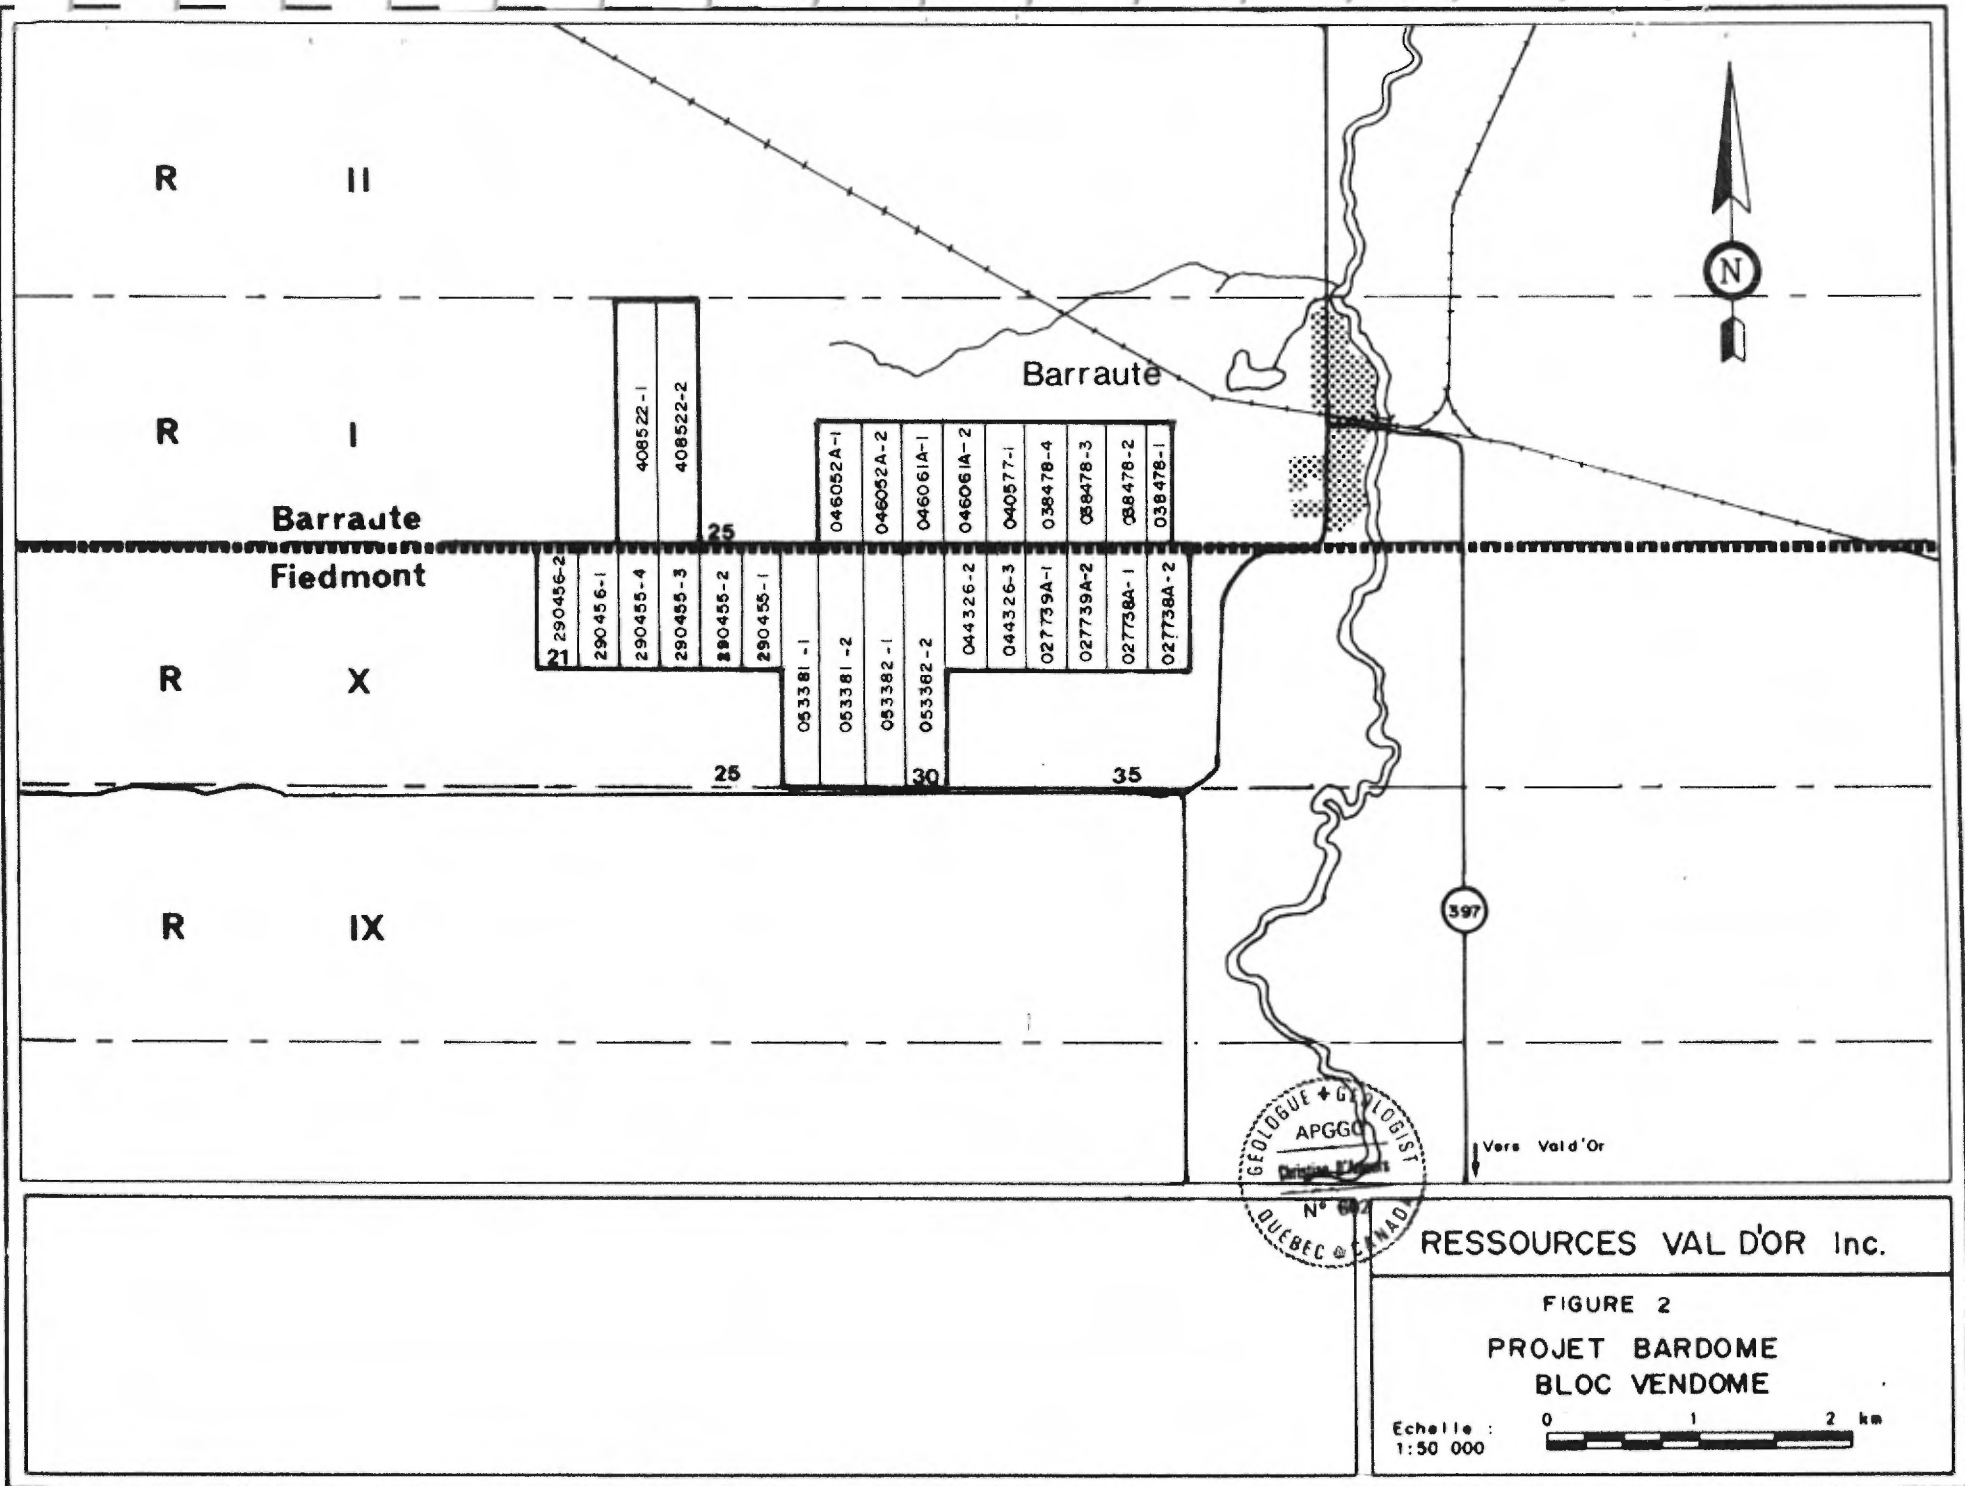 R II
N
R I
Barraute
408522-1
408522-2
046052A-1
046052A-2
046061A-1
046061A-2
040577-1
038478-4
038478-3
038478-2
038478-1
Barraute
25
Fiedmont
290456-2
290456-1
290455-4
290455-3
290455-2
290455-1
053381-1
053381-2
053382-1
053382-2
044326-2
044326-3
027739A-1
027739A-2
027738A-1
027738A-2
21
R X
25
30
35
R IX
397
Vers Val d'Or
GÉOLOGUE + GEOLOGIST
APGGQ
N° 602
QUÉBEC CANADA
RESSOURCES VAL D'OR Inc.
FIGURE 2
PROJET BARDOME
BLOC VENDOME
Echelle :
1:50 000
0 1 2 km